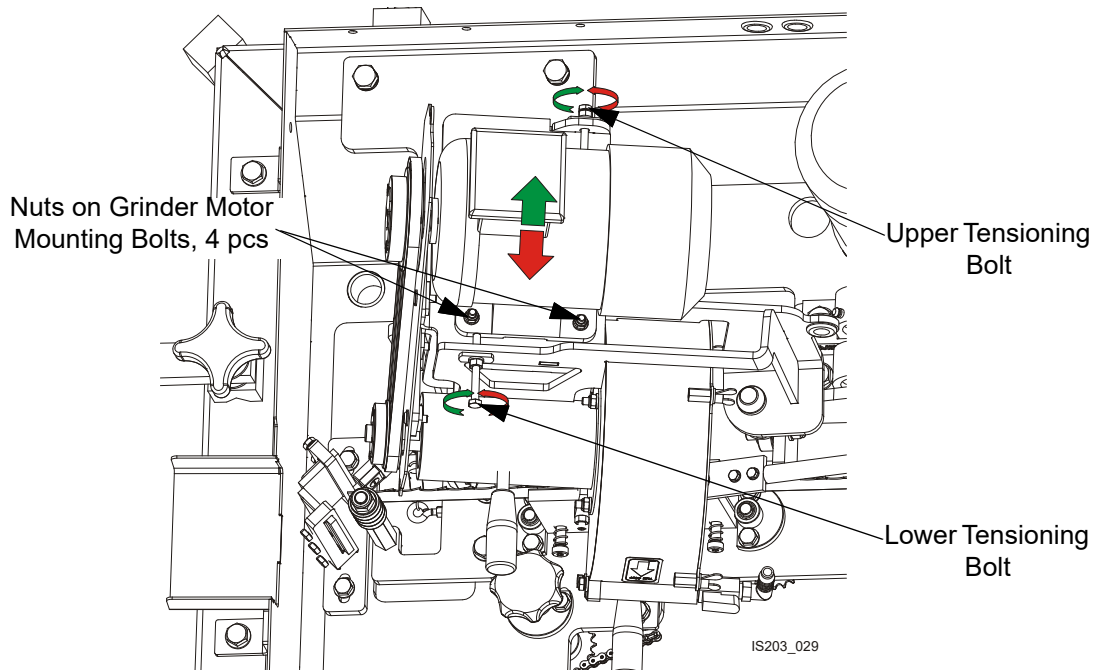 Nuts on Grinder Motor
Mounting Bolts, 4 pcs
Upper Tensioning
Bolt
Lower Tensioning
Bolt
IS203_029